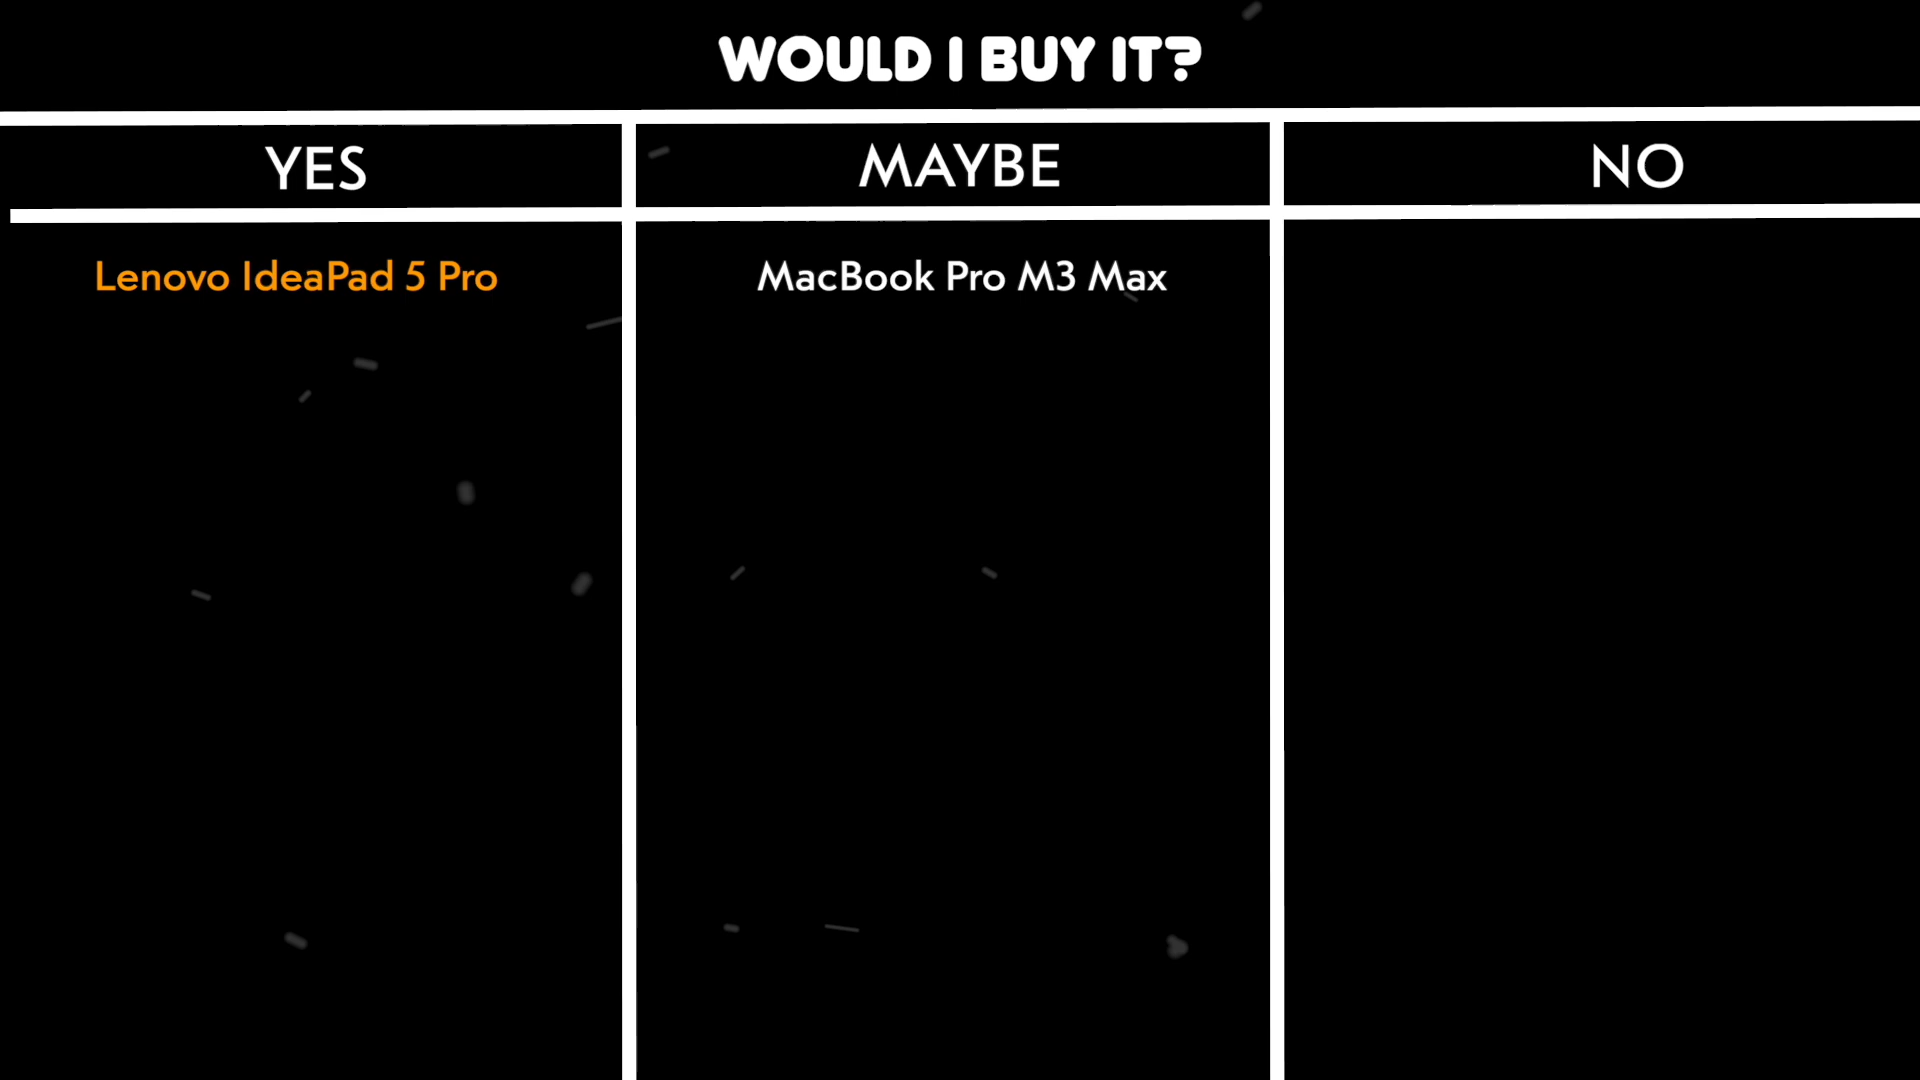 WOULD I BUY IT?
YES
MAYBE
NO
Lenovo IdeaPad 5 Pro
MacBook Pro M3 Max